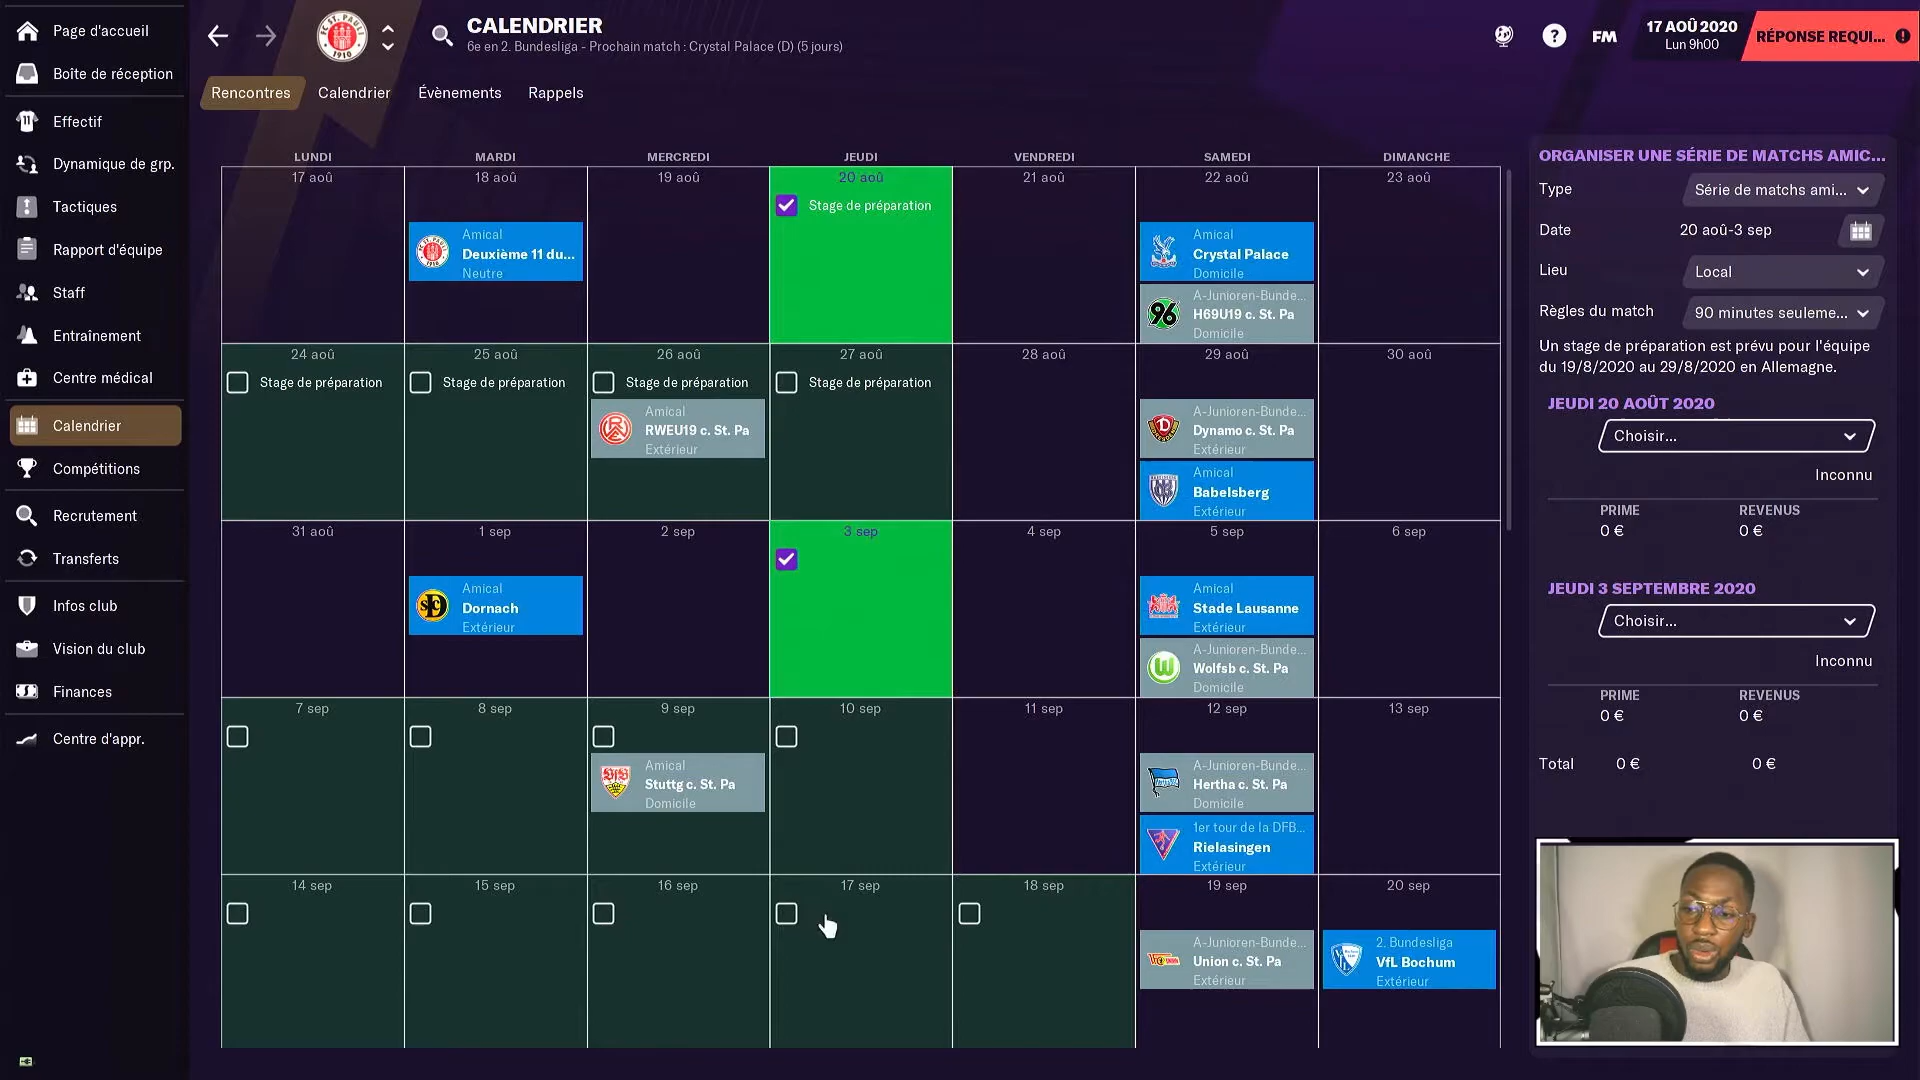 Page d'accueil
Boîte de réception
Effectif
Dynamique de grp.
Tactiques
Rapport d'équipe
Staff
Entraînement
Centre médical
Calendrier
Compétitions
Recrutement
Transferts
Infos club
Vision du club
Finances
Centre d'appr.
CALENDRIER
6e en 2. Bundesliga - Prochain match : Crystal Palace (D) (5 jours)
FM
17 AOÛ 2020
Lun 9h00
RÉPONSE REQUI...
Rencontres
Calendrier
Évènements
Rappels
LUNDI
MARDI
MERCREDI
JEUDI
VENDREDI
SAMEDI
DIMANCHE
17 aoû
18 aoû
Amical
Deuxième 11 du...
Neutre
19 aoû
20 aoû
Stage de préparation
21 aoû
22 aoû
Amical
Crystal Palace
Domicile
A-Junioren-Bunde...
H69U19 c. St. Pa
Domicile
23 aoû
24 aoû
Stage de préparation
25 aoû
Stage de préparation
26 aoû
Stage de préparation
Amical
RWEU19 c. St. Pa
Extérieur
27 aoû
Stage de préparation
28 aoû
29 aoû
A-Junioren-Bunde...
Dynamo c. St. Pa
Extérieur
Amical
Babelsberg
Extérieur
30 aoû
31 aoû
1 sep
Amical
Dornach
Extérieur
2 sep
3 sep
4 sep
5 sep
Amical
Stade Lausanne
Extérieur
A-Junioren-Bunde...
Wolfsb c. St. Pa
Domicile
6 sep
7 sep
8 sep
9 sep
Amical
Stuttg c. St. Pa
Domicile
10 sep
11 sep
12 sep
A-Junioren-Bunde...
Hertha c. St. Pa
Domicile
1er tour de la DFB...
Rielasingen
Extérieur
13 sep
14 sep
15 sep
16 sep
17 sep
18 sep
19 sep
A-Junioren-Bunde...
Union c. St. Pa
Extérieur
20 sep
2. Bundesliga
VfL Bochum
Extérieur
ORGANISER UNE SÉRIE DE MATCHS AMIC...
Type
Série de matchs ami...
Date
20 aoû-3 sep
Lieu
Local
Règles du match
90 minutes seuleme...
Un stage de préparation est prévu pour l'équipe
du 19/8/2020 au 29/8/2020 en Allemagne.
JEUDI 20 AOÛT 2020
Choisir...
Inconnu
PRIME
REVENUS
0 €
0 €
JEUDI 3 SEPTEMBRE 2020
Choisir...
Inconnu
PRIME
REVENUS
0 €
0 €
Total
0 €
0 €